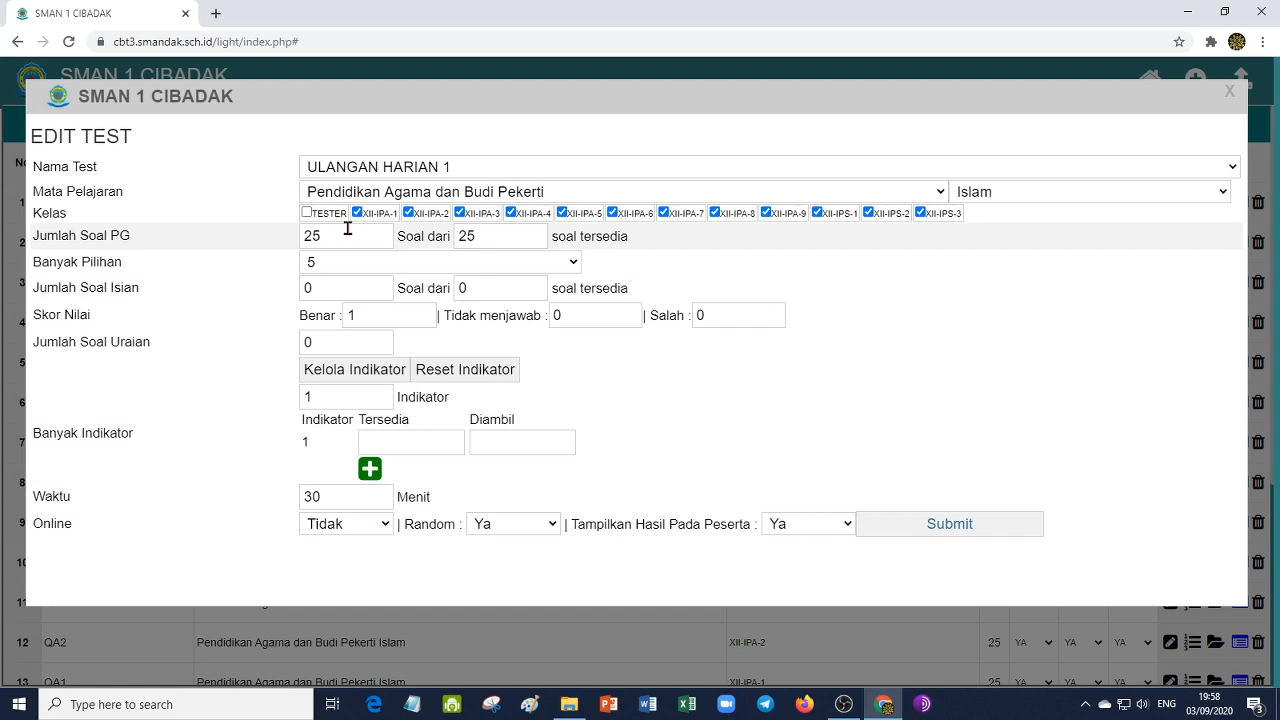 SMAN 1 CIBADAK
cbt3.smandak.sch.id/light/index.php#
SMAN 1 CIBADAK
SMAN 1 CIBADAK
X
EDIT TEST
Nama Test ULANGAN HARIAN 1
Mata Pelajaran Pendidikan Agama dan Budi Pekerti Islam
Kelas TESTER XII-IPA-1 XII-IPA-2 XII-IPA-3 XII-IPA-4 XII-IPA-5 XII-IPA-6 XII-IPA-7 XII-IPA-8 XII-IPA-9 XII-IPS-1 XII-IPS-2 XII-IPS-3
Jumlah Soal PG 25 Soal dari 25 soal tersedia
Banyak Pilihan 5
Jumlah Soal Isian 0 Soal dari 0 soal tersedia
Skor Nilai Benar : 1 | Tidak menjawab : 0 | Salah : 0
Jumlah Soal Uraian 0
Kelola Indikator Reset Indikator
1 Indikator
Indikator Tersedia Diambil
Banyak Indikator 1
Waktu 30 Menit
Online Tidak | Random : Ya | Tampilkan Hasil Pada Peserta : Ya Submit
12 QA2 Pendidikan Agama dan Budi Pekerti Islam XII-IPA-2 25 YA YA YA
13 QA1 Pendidikan Agama dan Budi Pekerti Islam XII-IPA-1 25 YA YA YA
Type here to search
ENG
19:58
03/09/2020